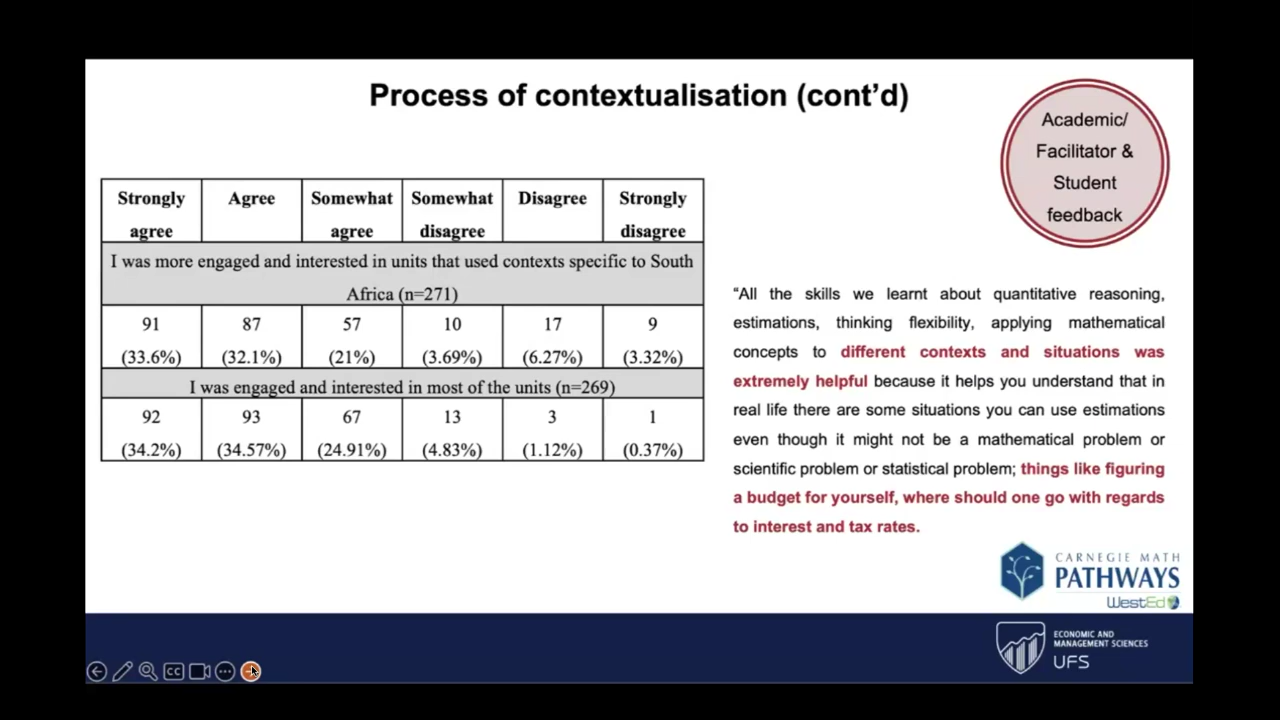 Process of contextualisation (cont’d)
Academic/
Facilitator &
Student
feedback
Strongly agree Agree Somewhat agree Somewhat disagree Disagree Strongly disagree
I was more engaged and interested in units that used contexts specific to South
Africa (n=271)
91 87 57 10 17 9
(33.6%) (32.1%) (21%) (3.69%) (6.27%) (3.32%)
I was engaged and interested in most of the units (n=269)
92 93 67 13 3 1
(34.2%) (34.57%) (24.91%) (4.83%) (1.12%) (0.37%)
“All the skills we learnt about quantitative reasoning,
estimations, thinking flexibility, applying mathematical
concepts to different contexts and situations was
extremely helpful because it helps you understand that in
real life there are some situations you can use estimations
even though it might not be a mathematical problem or
scientific problem or statistical problem; things like figuring
a budget for yourself, where should one go with regards
to interest and tax rates.
CARNEGIE MATH
PATHWAYS
WestEd
ECONOMIC AND
MANAGEMENT SCIENCES
UFS
CC